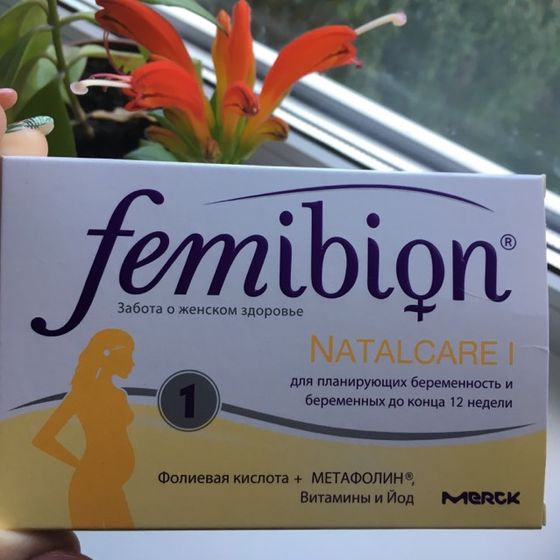 femibion®
Забота о женском здоровье
NATALCARE I
для планирующих беременность и
беременных до конца 12 недели
1
Фолиевая кислота + МЕТАФОЛИН®,
Витамины и Йод
MERCK